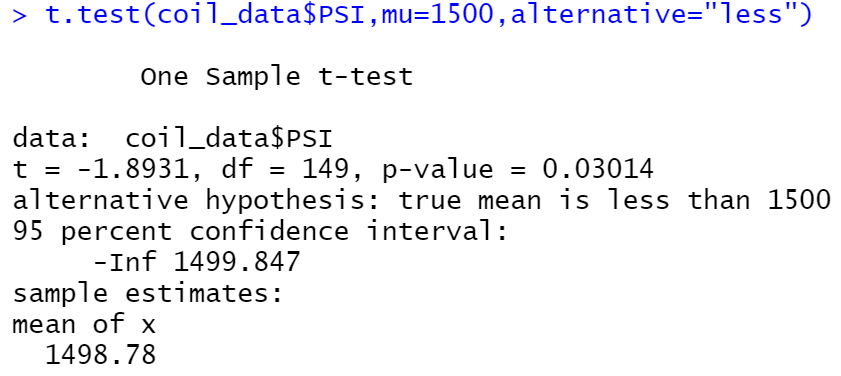 > t.test(coil_data$PSI,mu=1500,alternative="less")
One Sample t-test
data:  coil_data$PSI
t = -1.8931, df = 149, p-value = 0.03014
alternative hypothesis: true mean is less than 1500
95 percent confidence interval:
-Inf 1499.847
sample estimates:
mean of x
1498.78